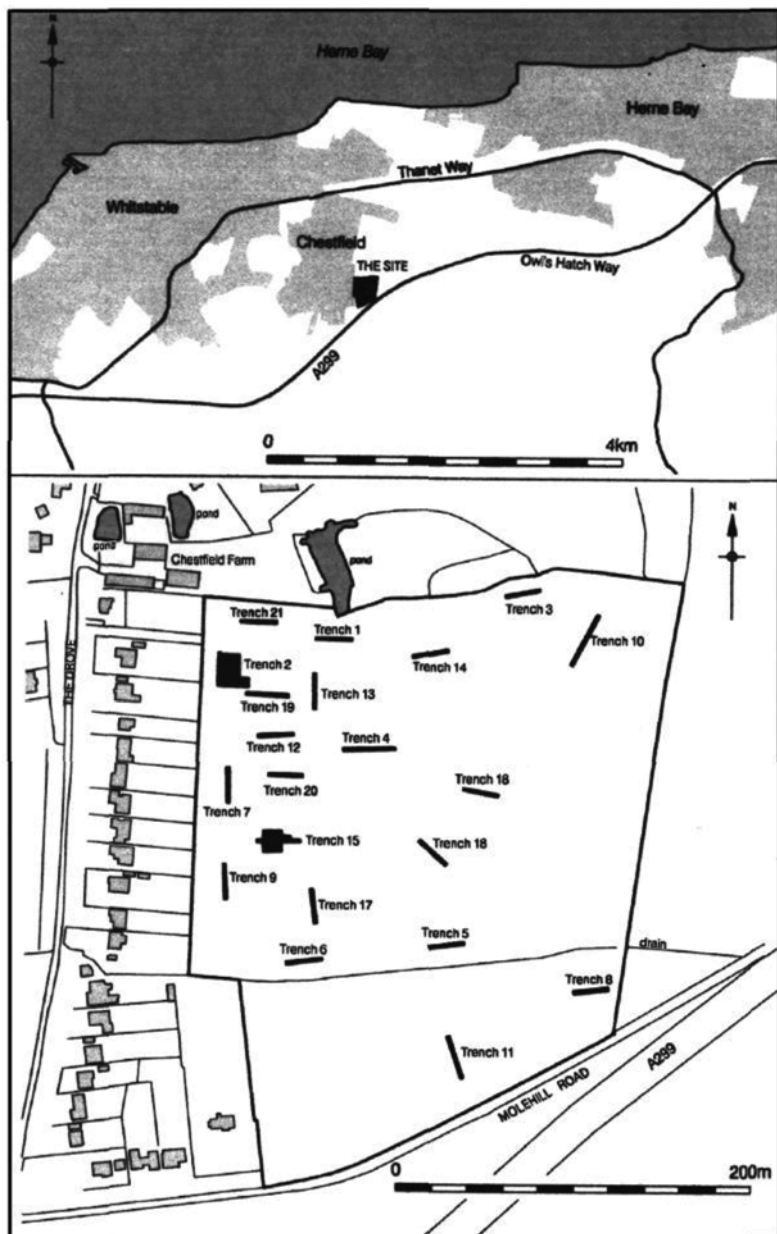 N
Herne Bay
Herne Bay
Thanet Way
Whitstable
Chestfield
THE SITE
Owl's Hatch Way
A299
0 4km
pond
pond
pond
Chestfield Farm
N
THE DROVE
Trench 3
Trench 21
Trench 1
Trench 10
Trench 14
Trench 2
Trench 13
Trench 19
Trench 12
Trench 4
Trench 20
Trench 7
Trench 16
Trench 15
Trench 18
Trench 9
Trench 17
Trench 5
Trench 6
drain
Trench 8
Trench 11
MOLEHILL ROAD
A299
0 200m